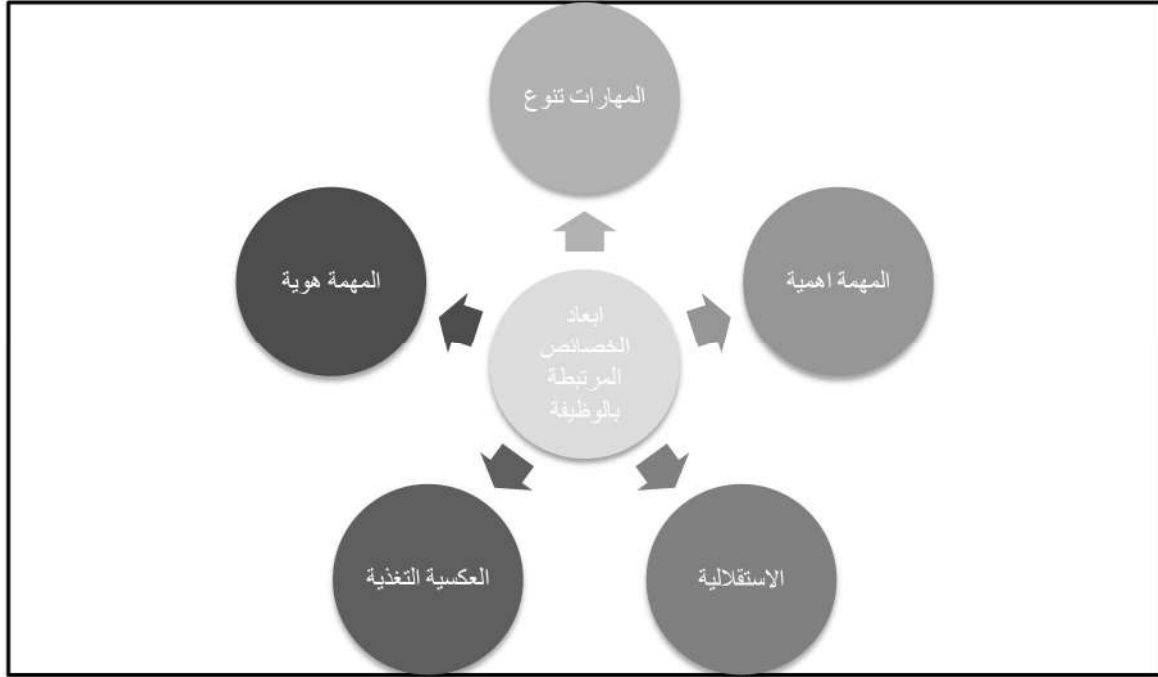 المهارات تنوع
المهمة اهمية
المهمة هوية
ابعاد
الخصائص
المرتبطة
بالوظيفة
الاستقلالية
العكسية التغذية